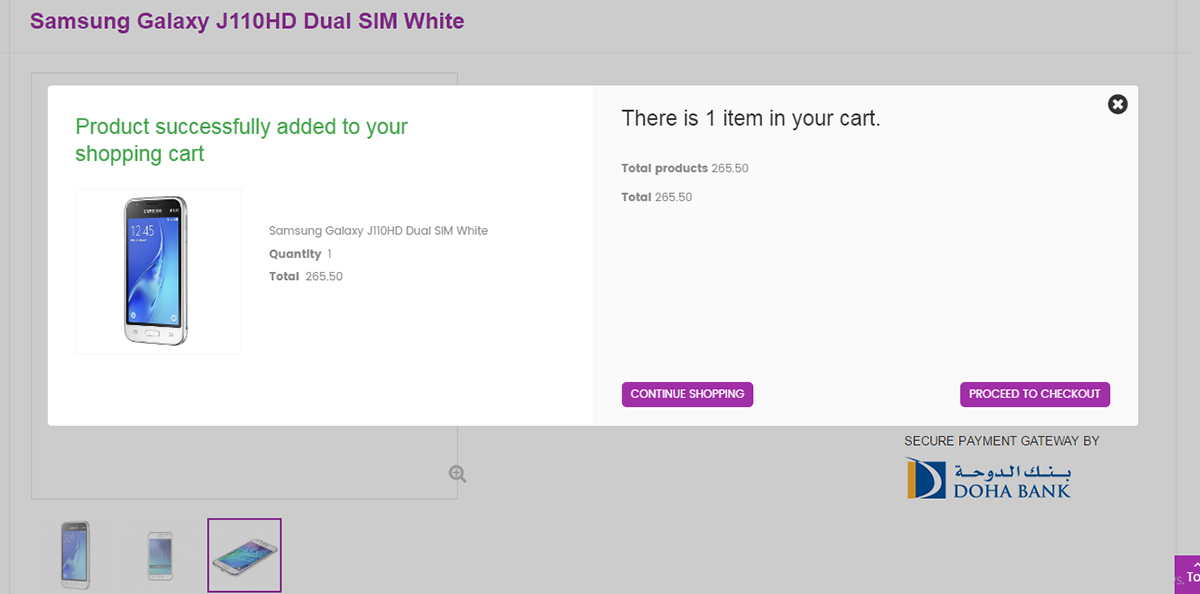 Samsung Galaxy J110HD Dual SIM White
Product successfully added to your
shopping cart
SAMSUNG
12:45
Samsung Galaxy J110HD Dual SIM White
Quantity 1
Total 265.50
There is 1 item in your cart.
Total products 265.50
Total 265.50
CONTINUE SHOPPING
PROCEED TO CHECKOUT
SECURE PAYMENT GATEWAY BY
بنك الدوحة
DOHA BANK
To